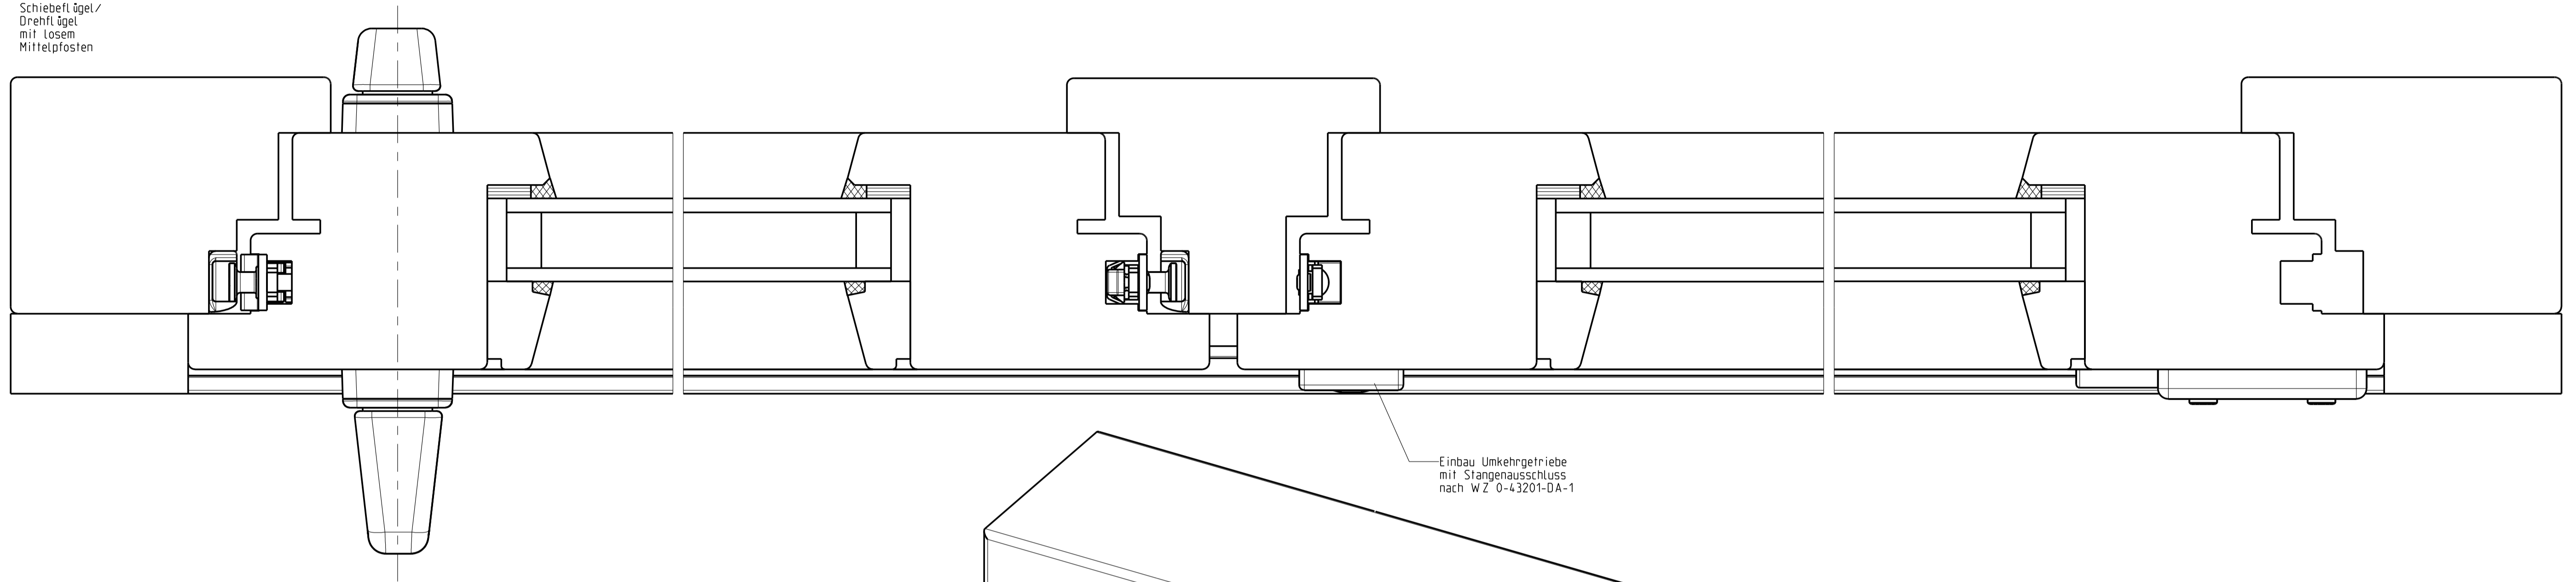 Schiebeflügel/
Drehflügel
mit losem
Mittelpfosten
Einbau Umkehrgetriebe
mit Stangenausschluss
nach WZ 0-43201-DA-1